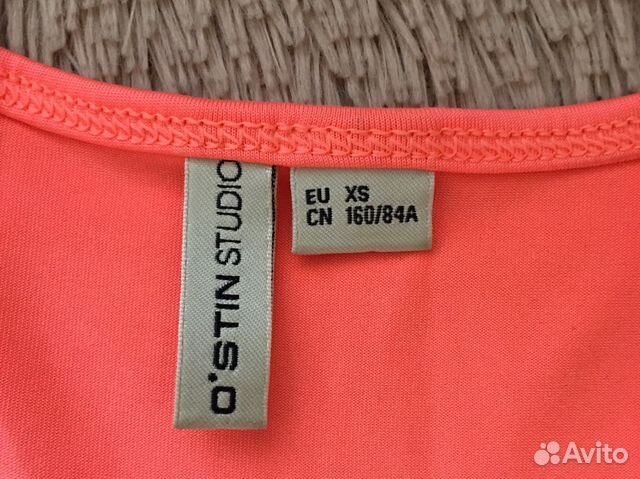 O'STIN STUDIO
EU XS
CN 160/84A
Avito